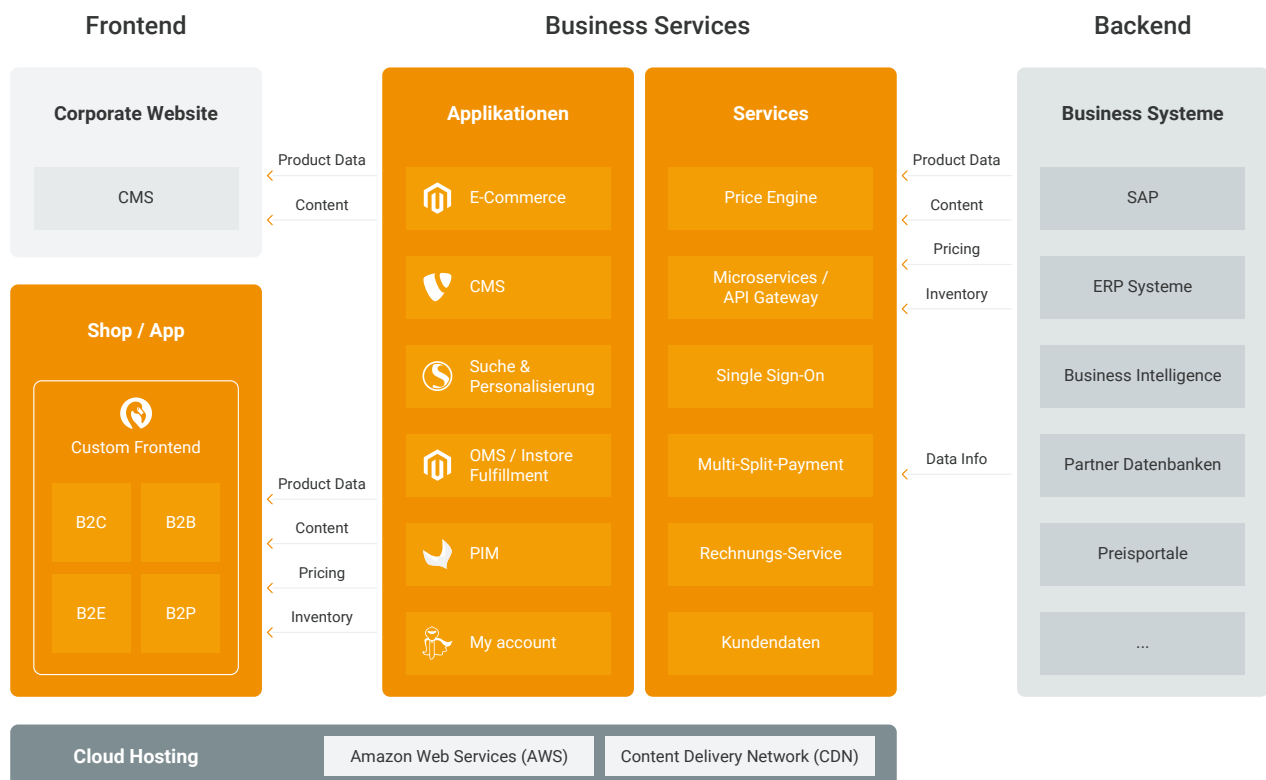 Frontend
Business Services
Backend
Corporate Website
CMS
Product Data
Content
Shop / App
Custom Frontend
B2C
B2B
B2E
B2P
Product Data
Content
Pricing
Inventory
Applikationen
E-Commerce
CMS
Suche &
Personalisierung
OMS / Instore
Fulfillment
PIM
My account
Services
Price Engine
Microservices /
API Gateway
Single Sign-On
Multi-Split-Payment
Rechnungs-Service
Kundendaten
Product Data
Content
Pricing
Inventory
Data Info
Business Systeme
SAP
ERP Systeme
Business Intelligence
Partner Datenbanken
Preisportale
...
Cloud Hosting
Amazon Web Services (AWS)
Content Delivery Network (CDN)